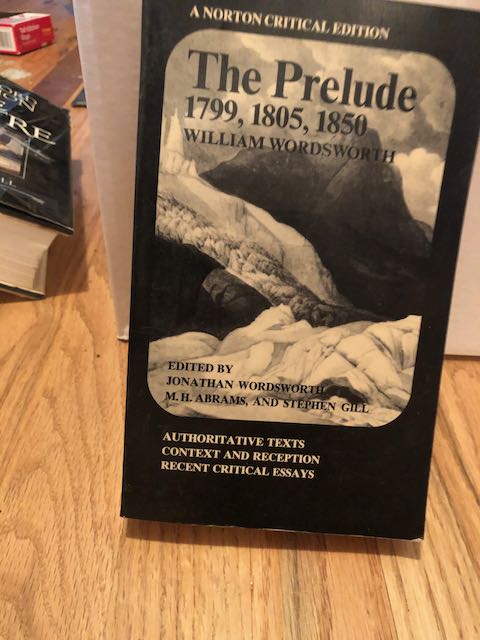 A NORTON CRITICAL EDITION
The Prelude
1799, 1805, 1850
WILLIAM WORDSWORTH
EDITED BY
JONATHAN WORDSWORTH
M. H. ABRAMS, AND STEPHEN GILL
AUTHORITATIVE TEXTS
CONTEXT AND RECEPTION
RECENT CRITICAL ESSAYS